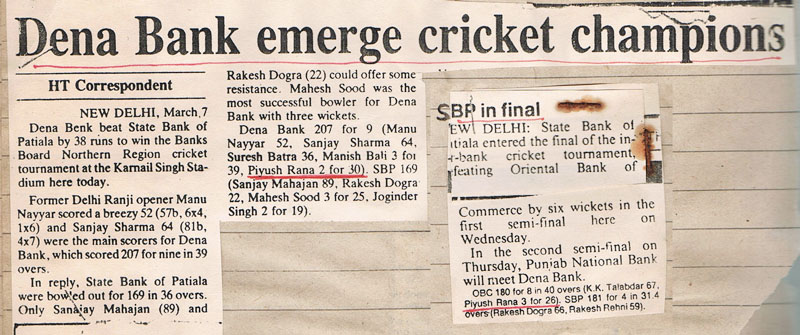 Dena Bank emerge cricket champions
HT Correspondent
NEW DELHI, March 7
Dena Benk beat State Bank of
Patiala by 38 runs to win the Banks
Board Northern Region cricket
tournament at the Karnail Singh Sta-
dium here today.
Former Delhi Ranji opener Manu
Nayyar scored a breezy 52 (57b, 6x4,
1x6) and Sanjay Sharma 64 (81b,
4x7) were the main scorers for Dena
Bank, which scored 207 for nine in 39
overs.
In reply, State Bank of Patiala
were bowled out for 169 in 36 overs.
Only Sanajay Mahajan (89) and
Rakesh Dogra (22) could offer some
resistance. Mahesh Sood was the
most successful bowler for Dena
Bank with three wickets.
Dena Bank 207 for 9 (Manu
Nayyar 52, Sanjay Sharma 64,
Suresh Batra 36, Manish Bali 3 for
39, Piyush Rana 2 for 30). SBP 169
(Sanjay Mahajan 89, Rakesh Dogra
22, Mahesh Sood 3 for 25, Joginder
Singh 2 for 19).
SBP in final
EW DELHI: State Bank of
tiala entered the final of the in-
r-bank cricket tournament,
feating Oriental Bank of
Commerce by six wickets in the
first semi-final here on
Wednesday.
In the second semi-final on
Thursday, Punjab National Bank
will meet Dena Bank.
OBC 180 for 8 in 40 overs (K.K. Talabdar 67,
Piyush Rana 3 for 26). SBP 181 for 4 in 31.4
overs (Rakesh Dogra 66, Rakesh Rehni 59).